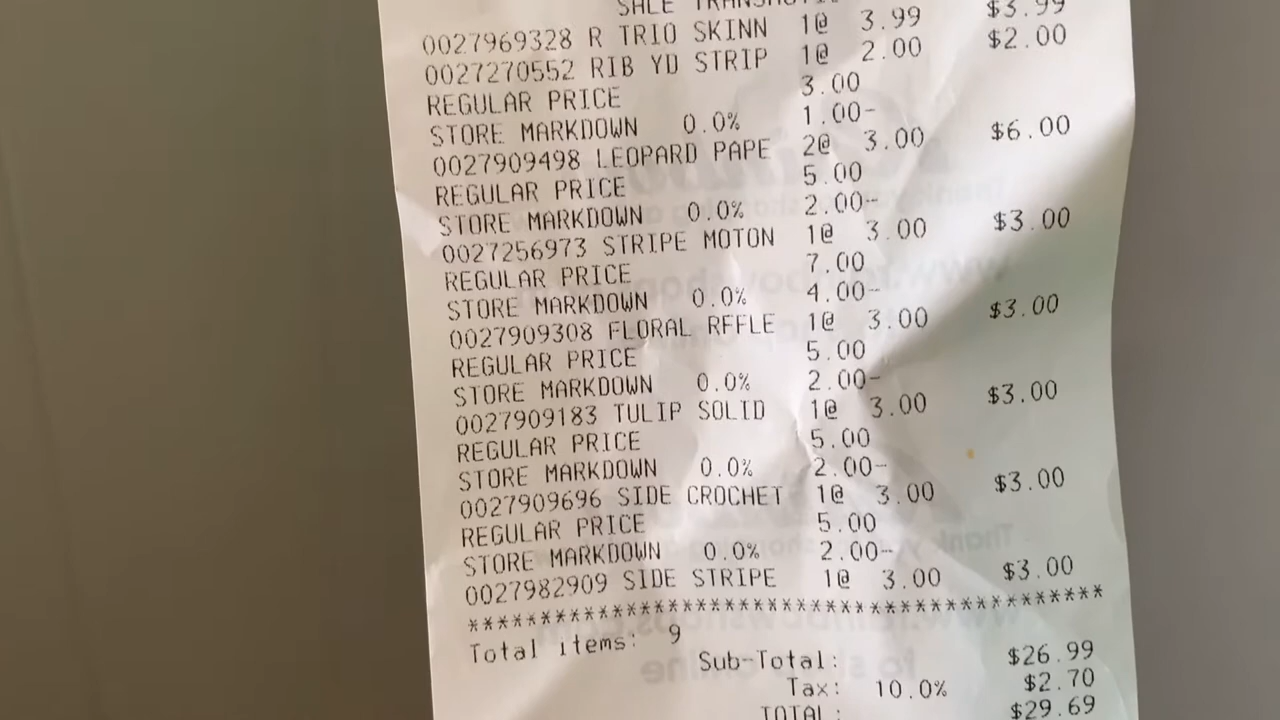 SALE
0027969328 R TRIO SKINN 1@ 3.99 $3.99
0027270552 RIB YD STRIP 1@ 2.00 $2.00
REGULAR PRICE 3.00
STORE MARKDOWN 0.0% 1.00-
0027909498 LEOPARD PAPE 2@ 3.00 $6.00
REGULAR PRICE 5.00
STORE MARKDOWN 0.0% 2.00-
0027256973 STRIPE MOTON 1@ 3.00 $3.00
REGULAR PRICE 7.00
STORE MARKDOWN 0.0% 4.00-
0027909308 FLORAL RFFLE 1@ 3.00 $3.00
REGULAR PRICE 5.00
STORE MARKDOWN 0.0% 2.00-
0027909183 TULIP SOLID 1@ 3.00 $3.00
REGULAR PRICE 5.00
STORE MARKDOWN 0.0% 2.00-
0027909696 SIDE CROCHET 1@ 3.00 $3.00
REGULAR PRICE 5.00
STORE MARKDOWN 0.0% 2.00-
0027982909 SIDE STRIPE 1@ 3.00 $3.00
******************************************
Total items: 9
Sub-Total: $26.99
Tax: 10.0% $2.70
TOTAL: $29.69